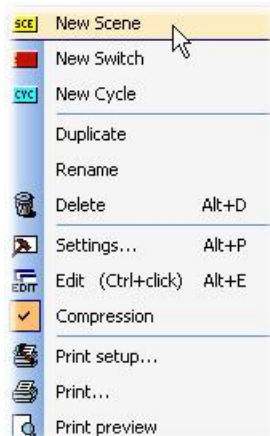 SCE New Scene
New Switch
CYC New Cycle
Duplicate
Rename
Delete Alt+D
Settings... Alt+P
EDIT Edit (Ctrl+click) Alt+E
Compression
Print setup...
Print...
Print preview